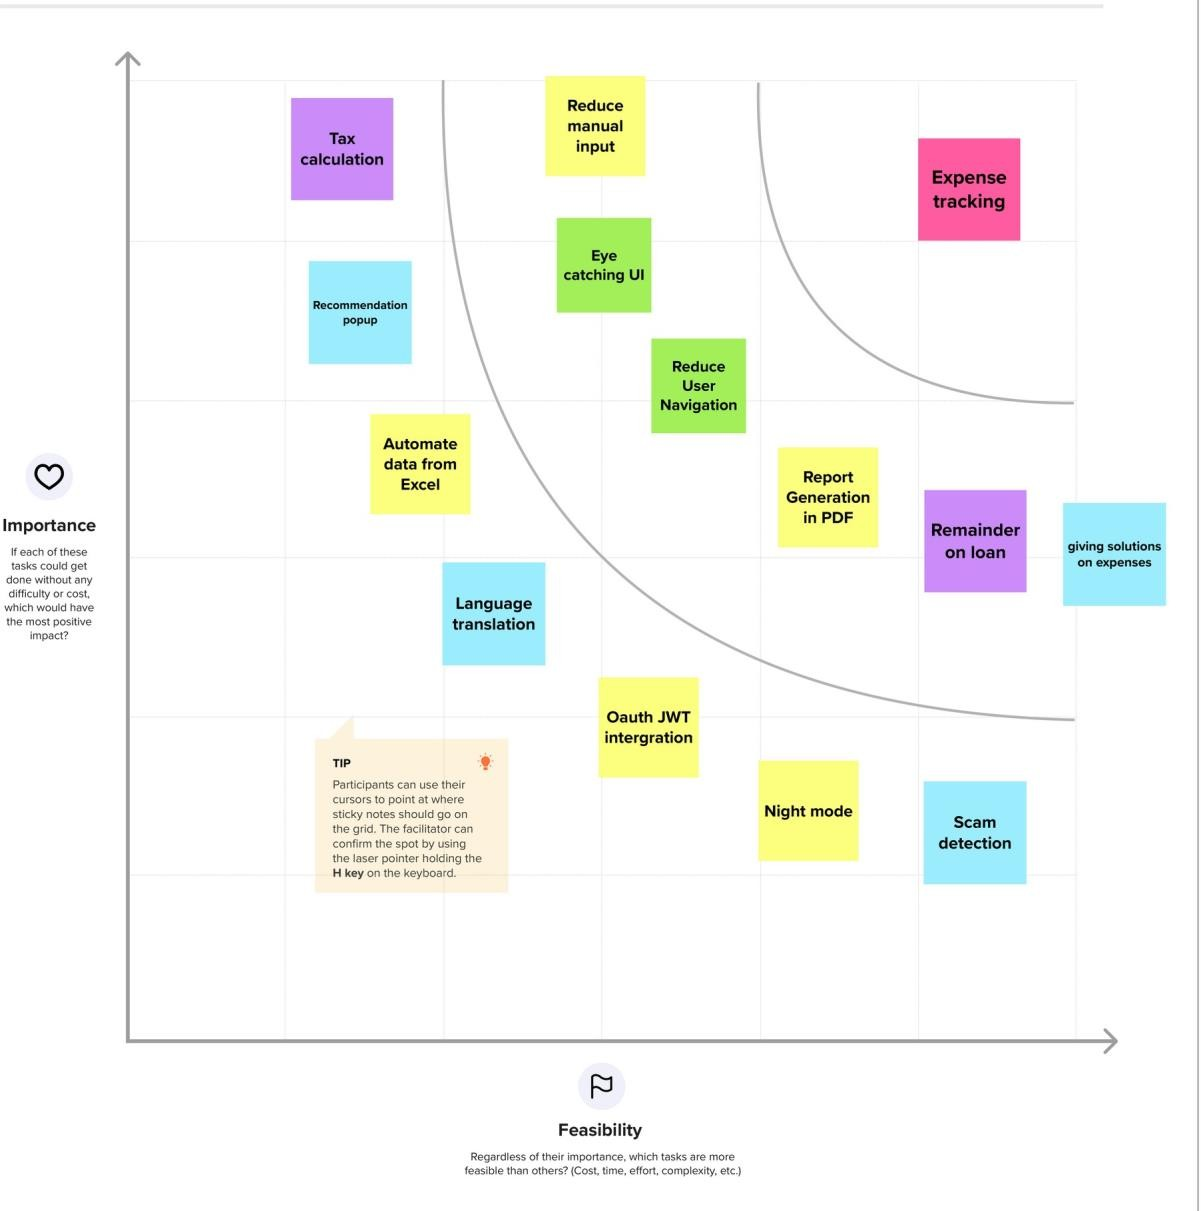 Tax
calculation
Reduce
manual
input
Expense
tracking
Eye
catching UI
Recommendation
popup
Reduce
User
Navigation
Automate
data from
Excel
Report
Generation
in PDF
Remainder
on loan
giving solutions
on expenses
Importance
If each of these
tasks could get
done without any
difficulty or cost,
which would have
the most positive
impact?
Language
translation
Oauth JWT
intergration
TIP
Participants can use their
cursors to point at where
sticky notes should go on
the grid. The facilitator can
confirm the spot by using
the laser pointer holding the
H key on the keyboard.
Night mode
Scam
detection
Feasibility
Regardless of their importance, which tasks are more
feasible than others? (Cost, time, effort, complexity, etc.)